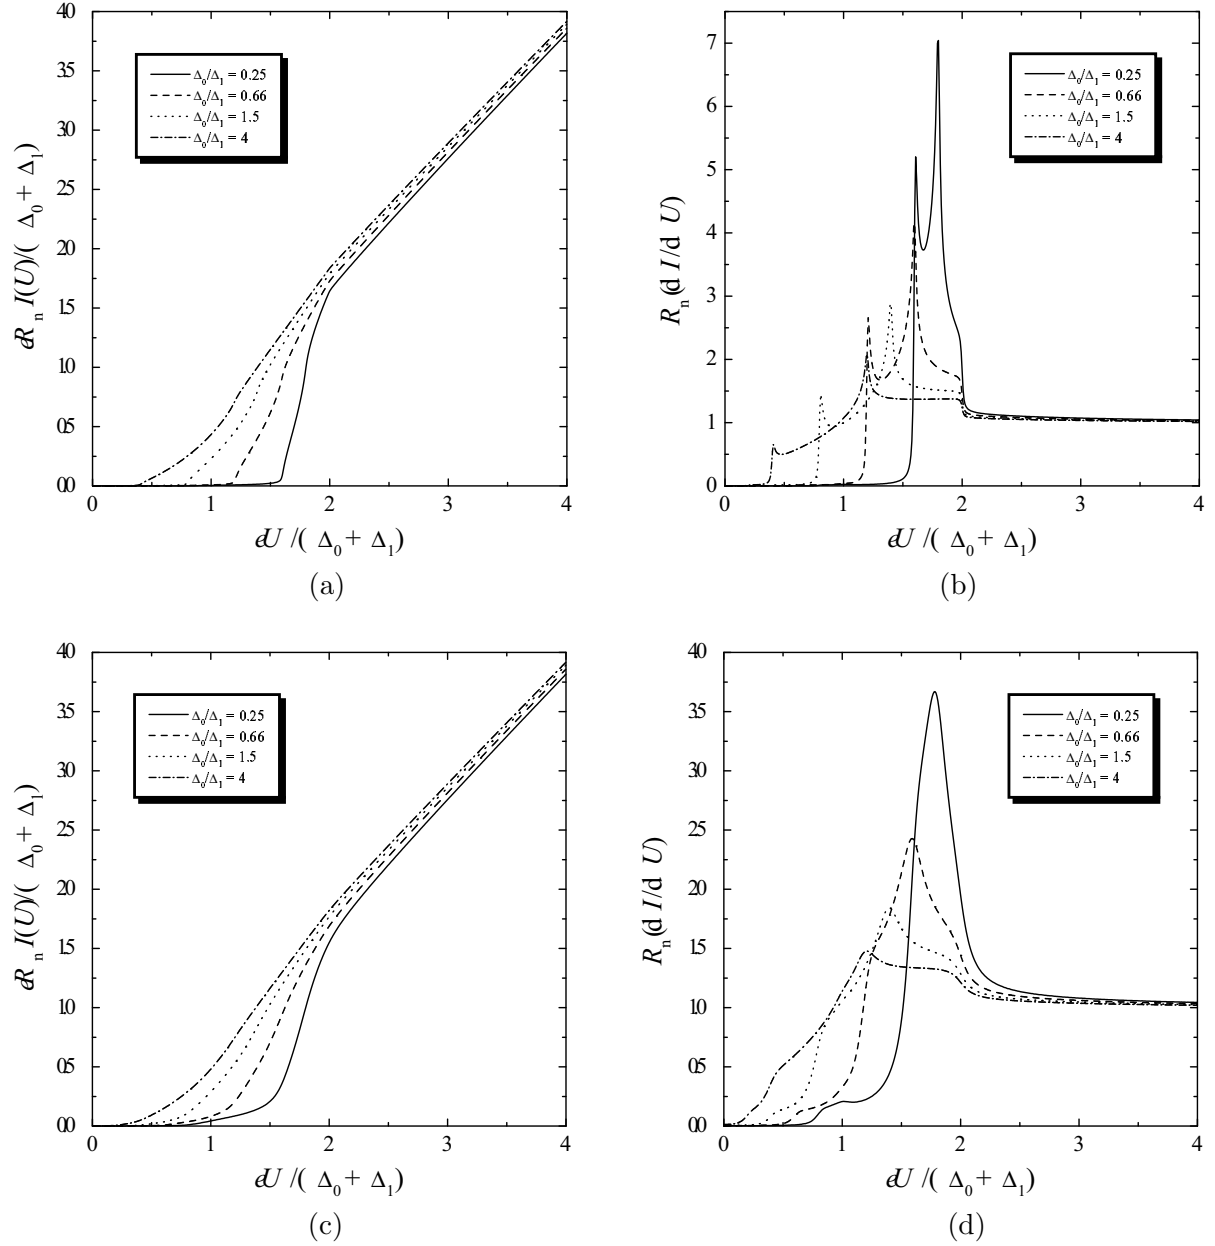 40
35
30
25
20
15
10
05
00
eRₙ I(U)/( Δ₀ + Δ₁)
Δ₀/Δ₁ = 0.25
Δ₀/Δ₁ = 0.66
Δ₀/Δ₁ = 1.5
Δ₀/Δ₁ = 4
0 1 2 3 4
eU /( Δ₀ + Δ₁)
(a)
7
6
5
4
3
2
1
0
Rₙ (d I/d U)
Δ₀/Δ₁ = 0.25
Δ₀/Δ₁ = 0.66
Δ₀/Δ₁ = 1.5
Δ₀/Δ₁ = 4
0 1 2 3 4
eU /( Δ₀ + Δ₁)
(b)
40
35
30
25
20
15
10
05
00
eRₙ I(U)/( Δ₀ + Δ₁)
Δ₀/Δ₁ = 0.25
Δ₀/Δ₁ = 0.66
Δ₀/Δ₁ = 1.5
Δ₀/Δ₁ = 4
0 1 2 3 4
eU /( Δ₀ + Δ₁)
(c)
40
35
30
25
20
15
10
05
00
Rₙ (d I/d U)
Δ₀/Δ₁ = 0.25
Δ₀/Δ₁ = 0.66
Δ₀/Δ₁ = 1.5
Δ₀/Δ₁ = 4
0 1 2 3 4
eU /( Δ₀ + Δ₁)
(d)